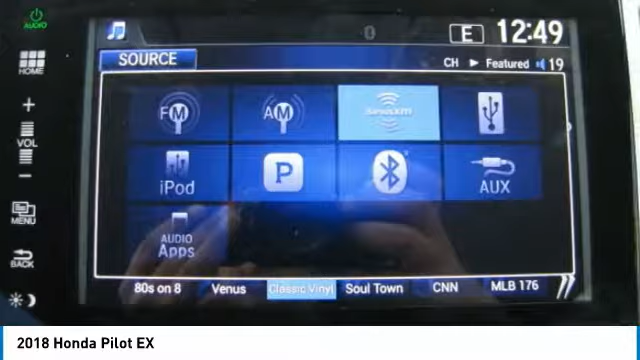 AUDIO
HOME
+
VOL
−
MENU
BACK
E 12:49
SOURCE
CH ▶ Featured 19
FM
AM
SiriusXM
iPod
P
AUX
AUDIO
Apps
80s on 8 Venus Classic Vinyl Soul Town CNN MLB 176
2018 Honda Pilot EX